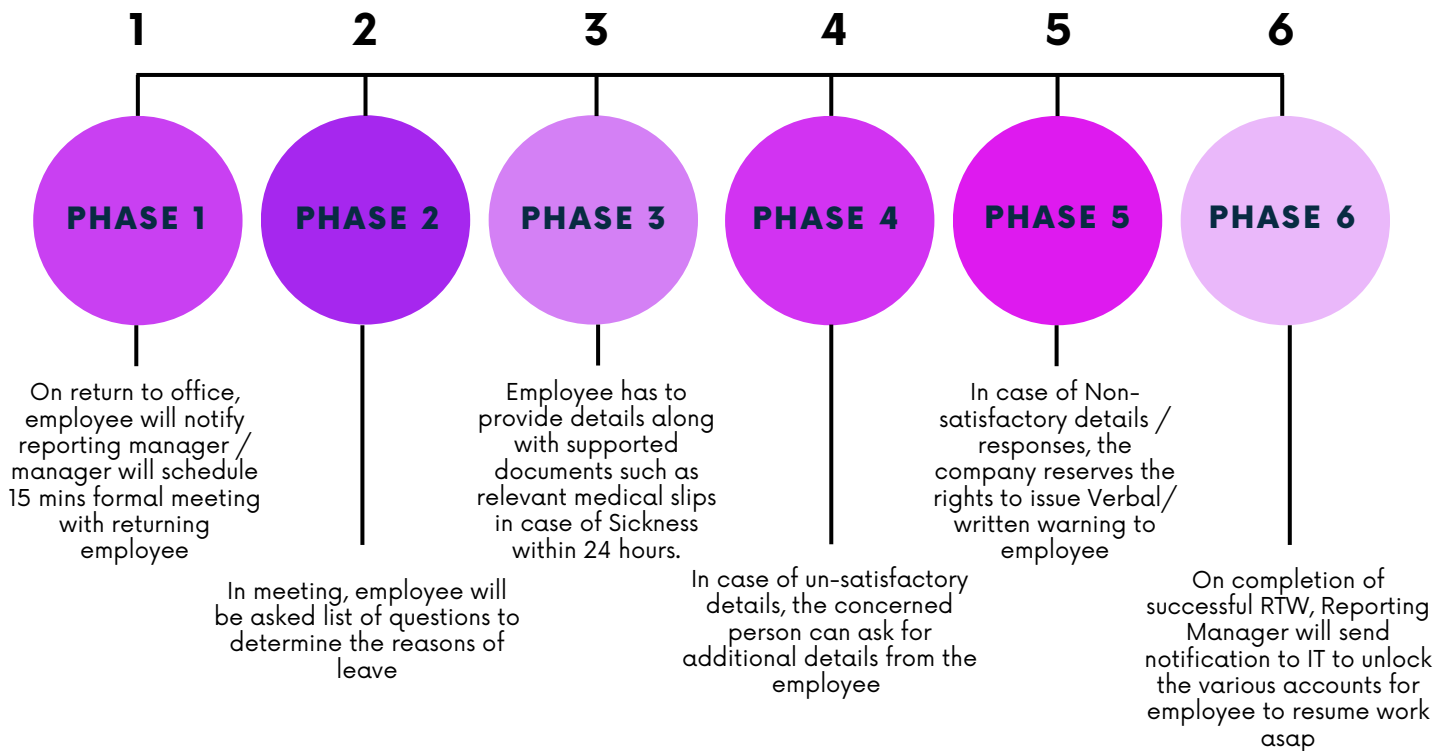 1
2
3
4
5
6
PHASE 1
PHASE 2
PHASE 3
PHASE 4
PHASE 5
PHASE 6
On return to office,
employee will notify
reporting manager /
manager will schedule
15 mins formal meeting
with returning
employee
In meeting, employee will
be asked list of questions to
determine the reasons of
leave
Employee has to
provide details along
with supported
documents such as
relevant medical slips
in case of Sickness
within 24 hours.
In case of un-satisfactory
details, the concerned
person can ask for
additional details from the
employee
In case of Non-
satisfactory details /
responses, the
company reserves the
rights to issue Verbal/
written warning to
employee
On completion of
successful RTW, Reporting
Manager will send
notification to IT to unlock
the various accounts for
employee to resume work
asap